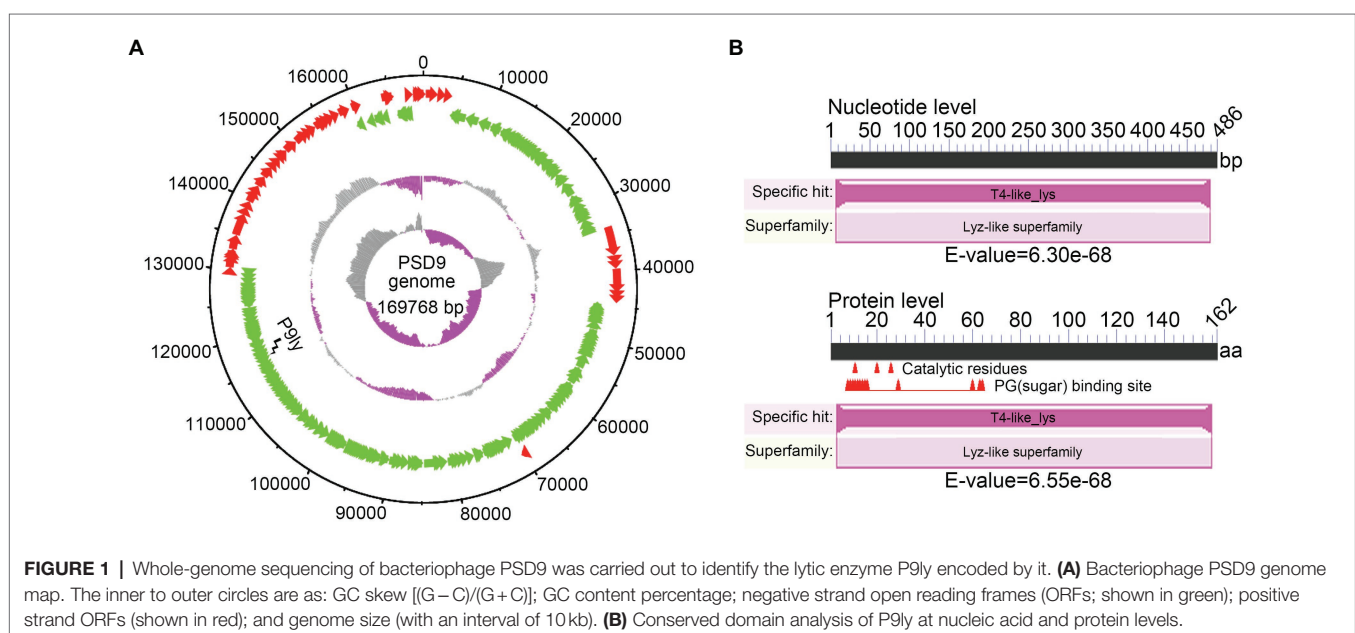 A
0
10000
20000
30000
40000
50000
60000
70000
80000
90000
100000
110000
120000
130000
140000
150000
160000
P9ly
PSD9
genome
169768 bp
B
Nucleotide level
1 50 100 150 200 250 300 350 400 450 486
bp
Specific hit: T4-like_lys
Superfamily: Lyz-like superfamily
E-value=6.30e-68
Protein level
1 20 40 60 80 100 120 140 162
aa
Catalytic residues
PG(sugar) binding site
Specific hit: T4-like_lys
Superfamily: Lyz-like superfamily
E-value=6.55e-68
FIGURE 1 | Whole-genome sequencing of bacteriophage PSD9 was carried out to identify the lytic enzyme P9ly encoded by it. (A) Bacteriophage PSD9 genome
map. The inner to outer circles are as: GC skew [(G − C)/(G + C)]; GC content percentage; negative strand open reading frames (ORFs; shown in green); positive
strand ORFs (shown in red); and genome size (with an interval of 10 kb). (B) Conserved domain analysis of P9ly at nucleic acid and protein levels.